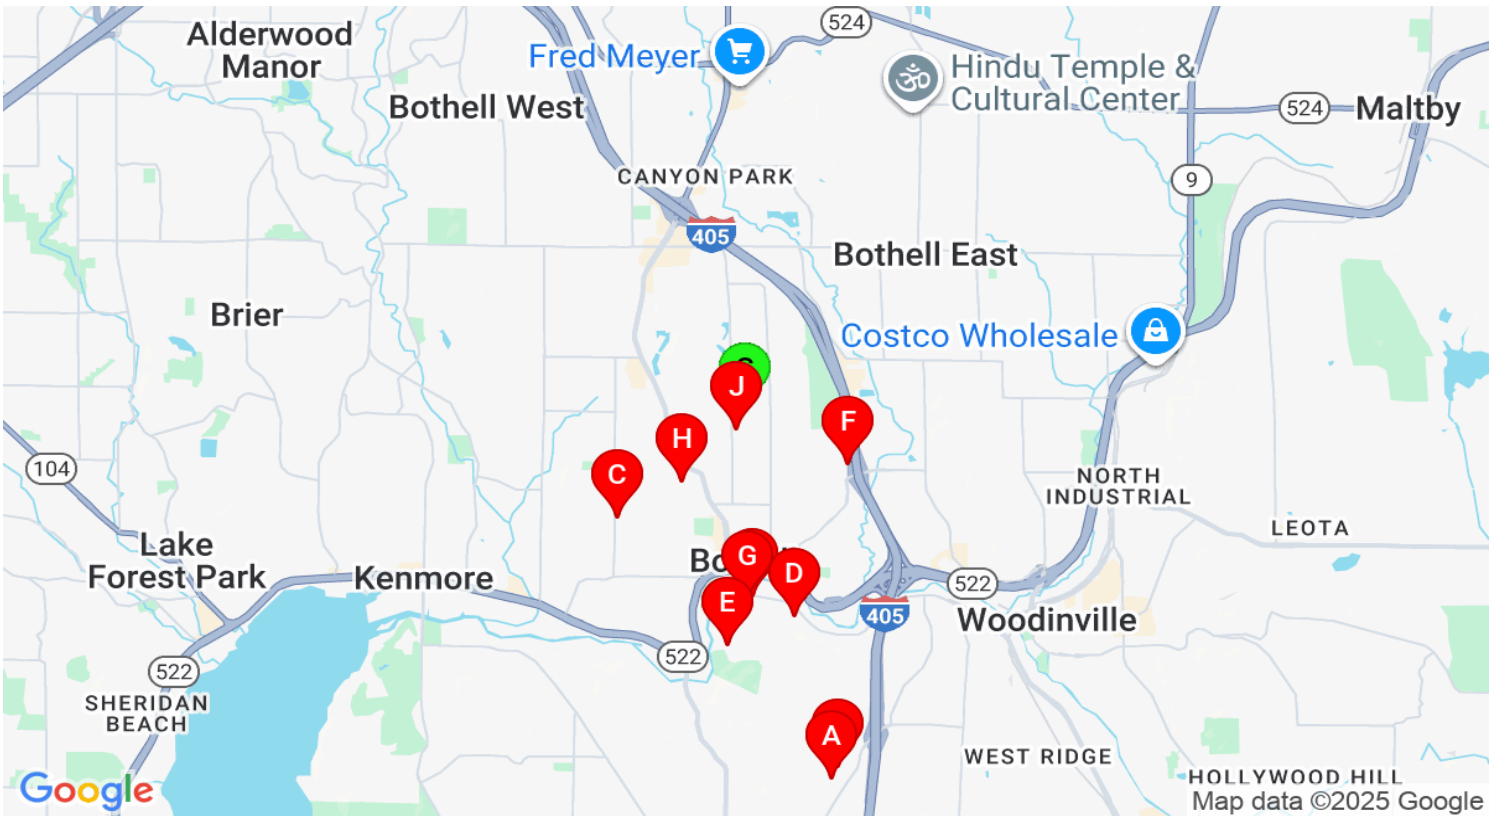 524
Alderwood
Manor
Fred Meyer
Hindu Temple &
Cultural Center
Bothell West
524
Maltby
CANYON PARK
9
405
Bothell East
Brier
Costco Wholesale
J
F
H
C
104
NORTH
INDUSTRIAL
LEOTA
Lake
Forest Park
Kenmore
Bo
G
D
E
522
405
Woodinville
522
522
SHERIDAN
BEACH
A
WEST RIDGE
HOLLYWOOD HILL
Google
Map data ©2025 Google